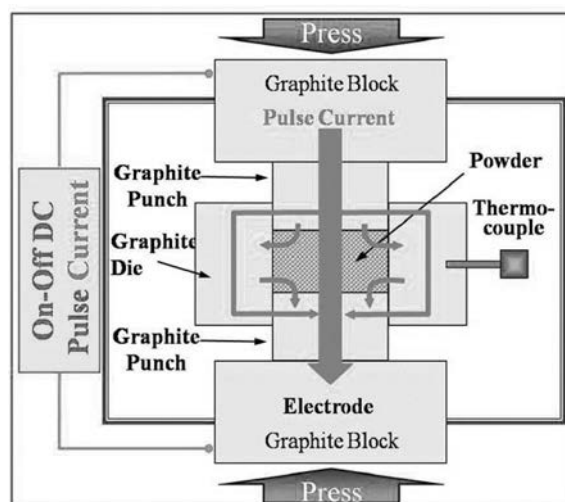 Press
Graphite Block
Pulse Current
Graphite
Punch
Powder
Thermo-
couple
Graphite
Die
On-Off DC
Pulse Current
Graphite
Punch
Electrode
Graphite Block
Press